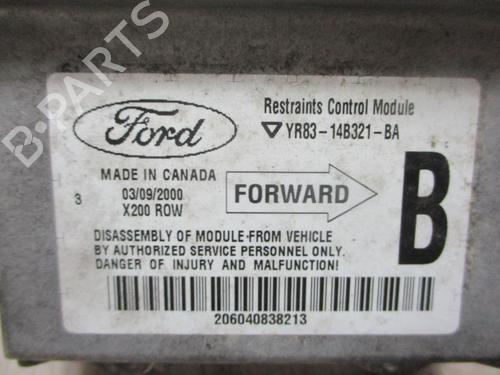 B-PARTS
Ford
Restraints Control Module
YR83-14B321-BA
MADE IN CANADA
3
03/09/2000
X200 ROW
FORWARD
B
DISASSEMBLY OF MODULE FROM VEHICLE
BY AUTHORIZED SERVICE PERSONNEL ONLY.
DANGER OF INJURY AND MALFUNCTION!
206040838213